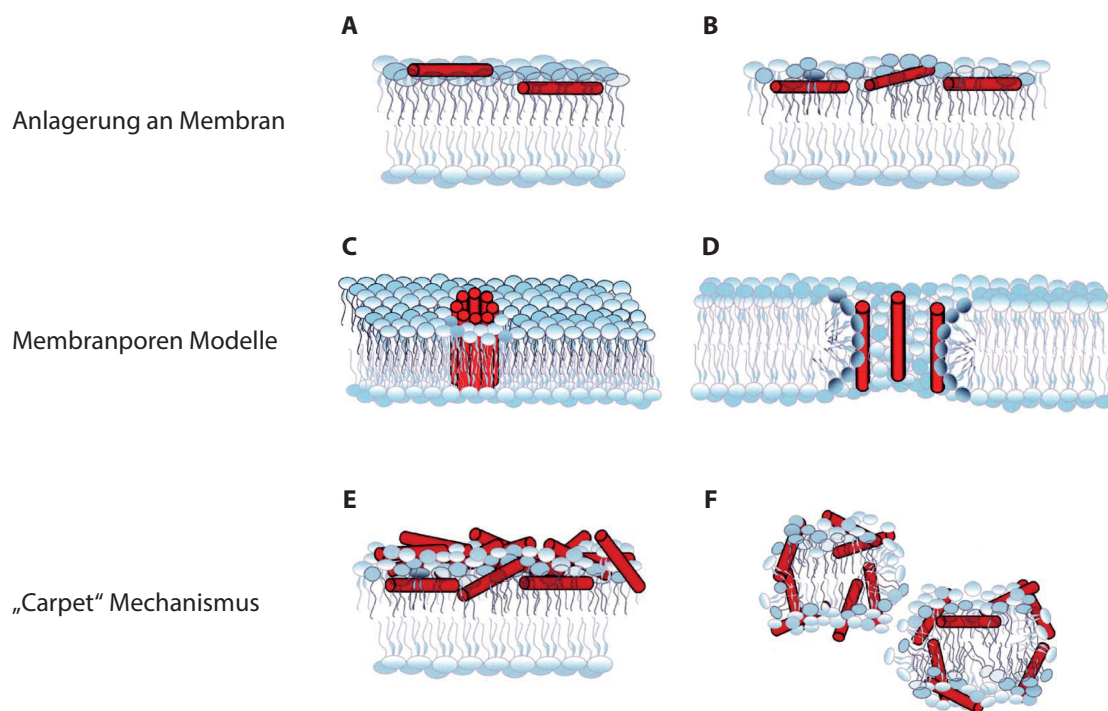 A
B
Anlagerung an Membran
C
D
Membranporen Modelle
E
F
„Carpet“ Mechanismus